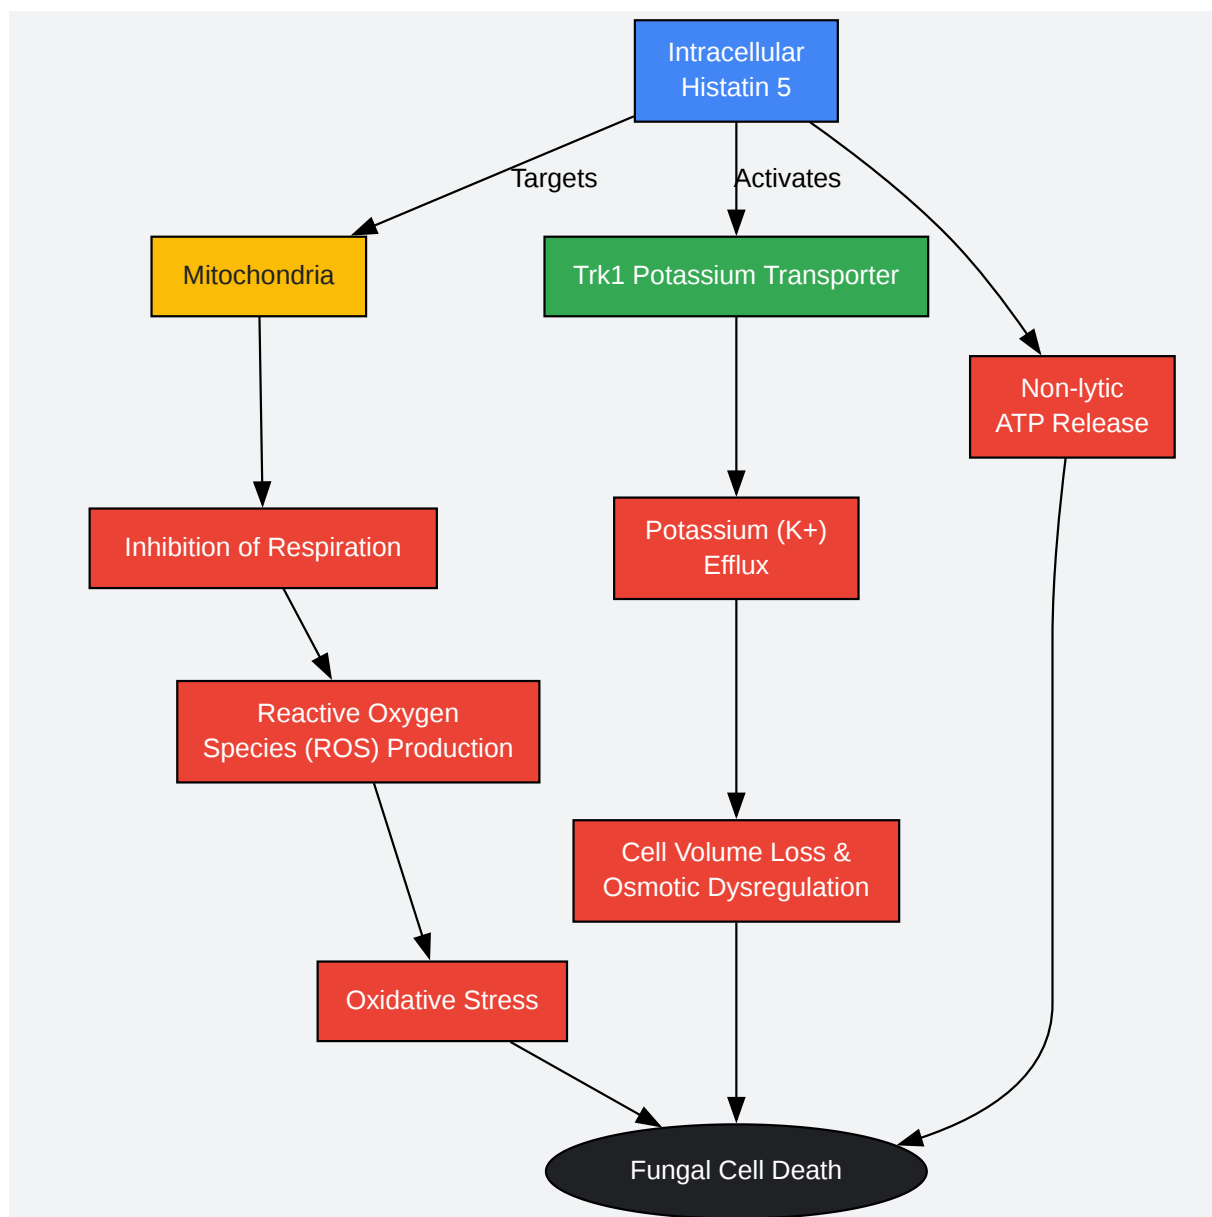 Intracellular
Histatin 5
Targets
Activates
Mitochondria
Trk1 Potassium Transporter
Non-lytic
ATP Release
Inhibition of Respiration
Potassium (K+)
Efflux
Reactive Oxygen
Species (ROS) Production
Cell Volume Loss &
Osmotic Dysregulation
Oxidative Stress
Fungal Cell Death